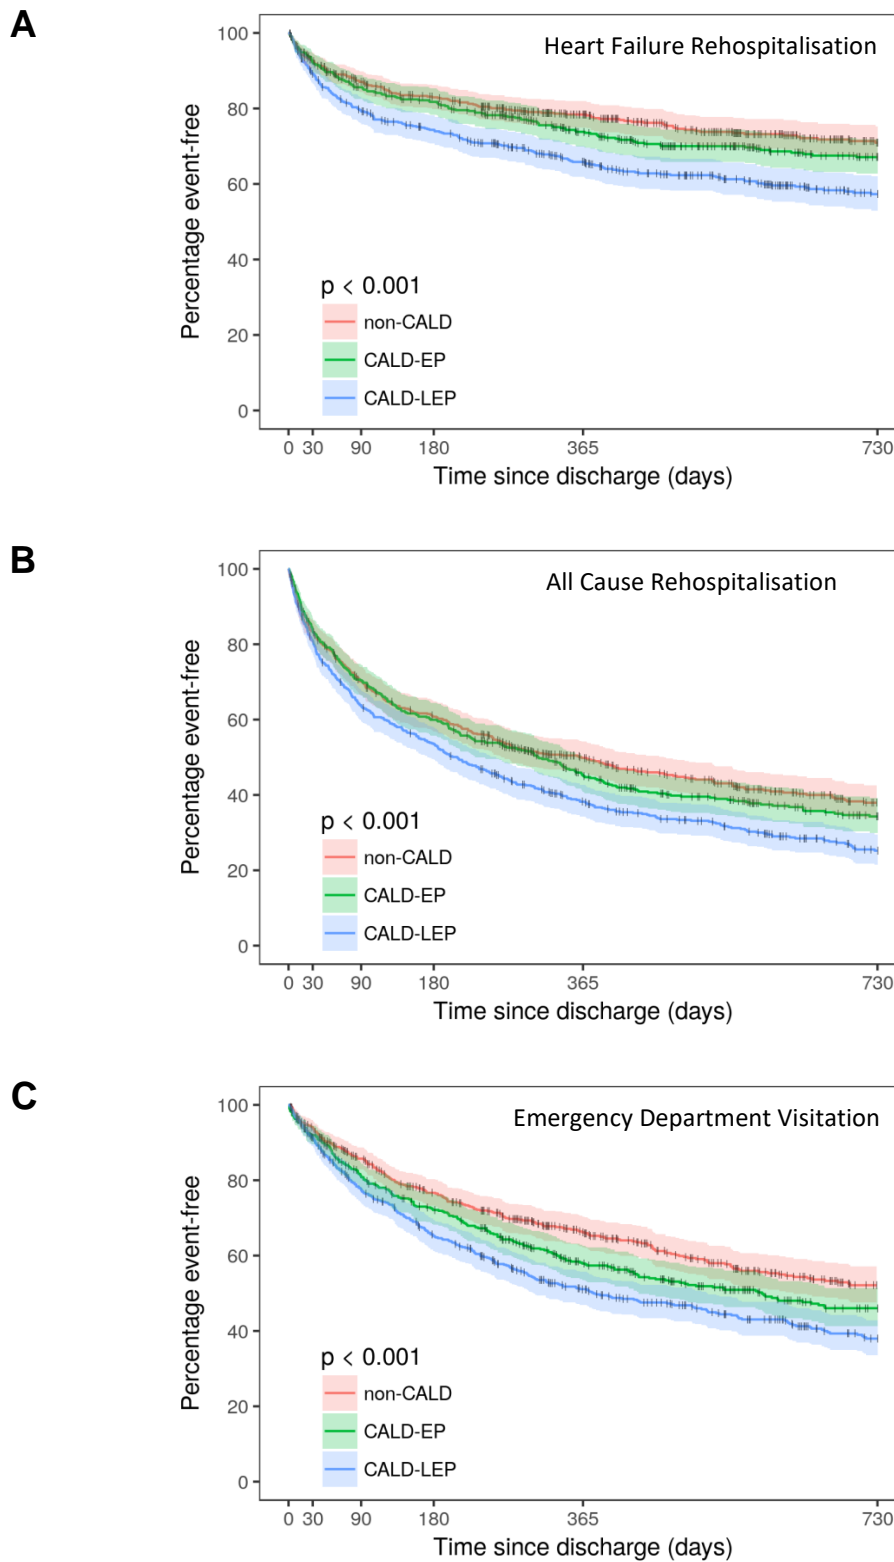 A
Heart Failure Rehospitalisation
Percentage event-free
100
80
60
40
20
0
p < 0.001
non-CALD
CALD-EP
CALD-LEP
0 30 90 180 365 730
Time since discharge (days)
B
All Cause Rehospitalisation
Percentage event-free
100
80
60
40
20
0
p < 0.001
non-CALD
CALD-EP
CALD-LEP
0 30 90 180 365 730
Time since discharge (days)
C
Emergency Department Visitation
Percentage event-free
100
80
60
40
20
0
p < 0.001
non-CALD
CALD-EP
CALD-LEP
0 30 90 180 365 730
Time since discharge (days)